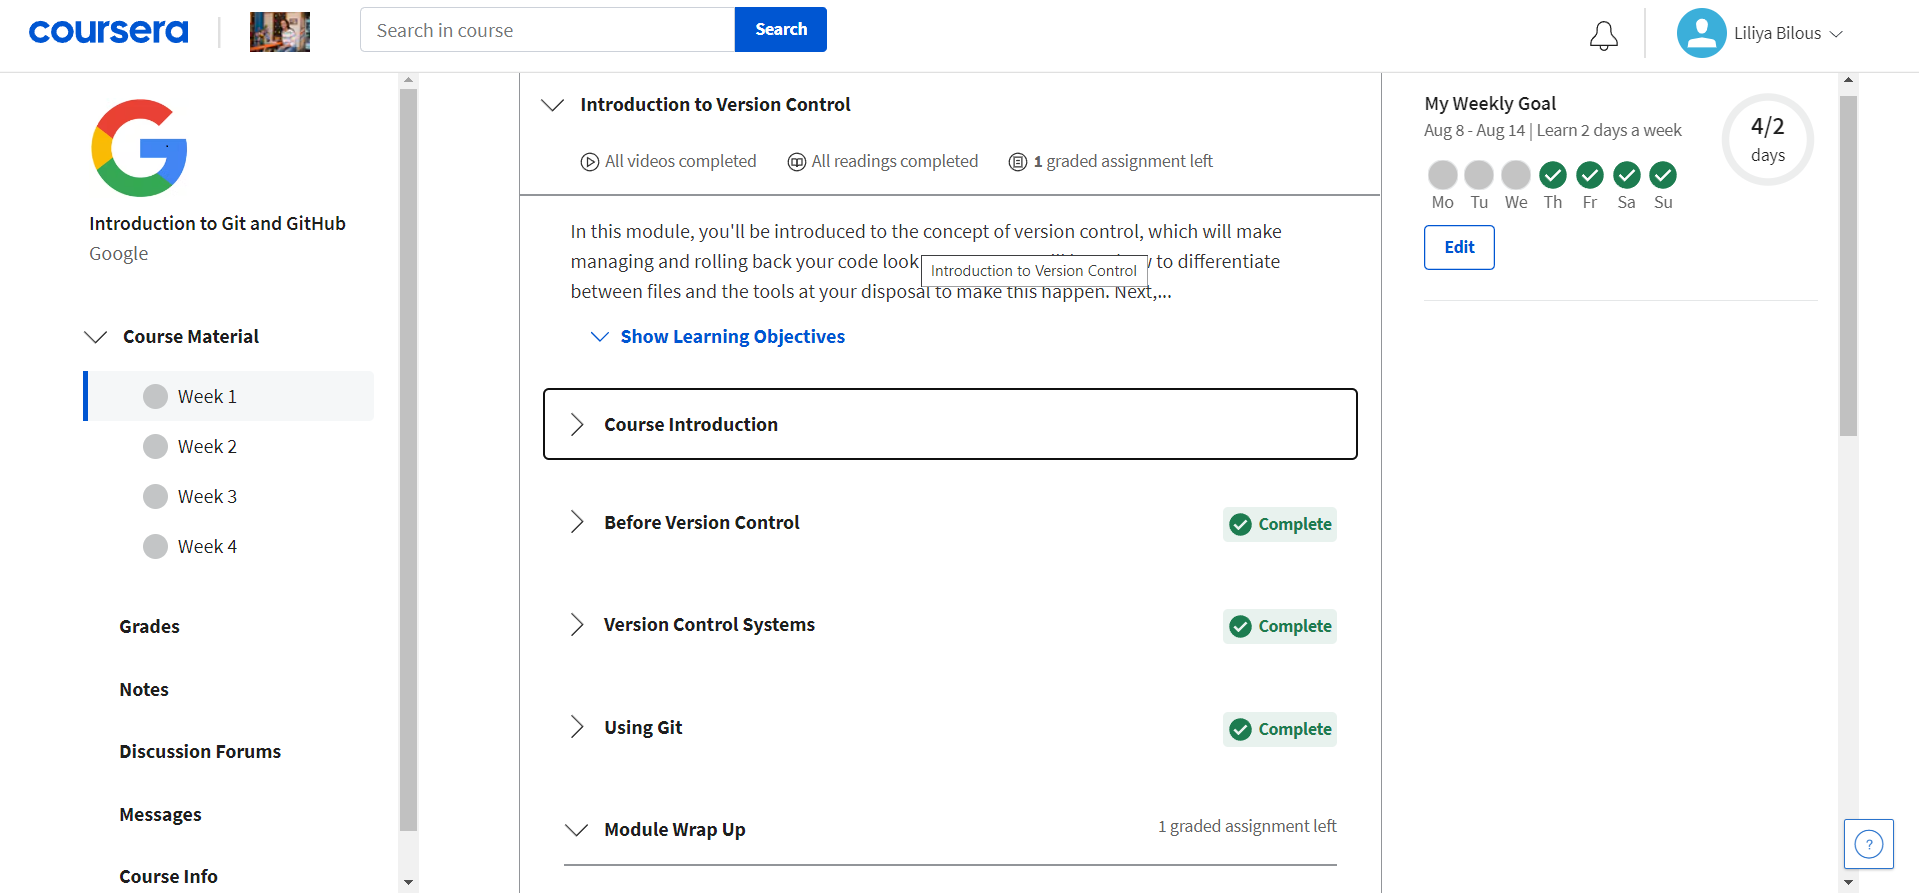 coursera
Search in course
Search
Liliya Bilous
Introduction to Git and GitHub
Google
Course Material
Week 1
Week 2
Week 3
Week 4
Grades
Notes
Discussion Forums
Messages
Course Info
Introduction to Version Control
All videos completed
All readings completed
1 graded assignment left
In this module, you'll be introduced to the concept of version control, which will make
managing and rolling back your code look to differentiate
between files and the tools at your disposal to make this happen. Next,...
Introduction to Version Control
Show Learning Objectives
Course Introduction
Before Version Control
Complete
Version Control Systems
Complete
Using Git
Complete
Module Wrap Up
1 graded assignment left
My Weekly Goal
Aug 8 - Aug 14 | Learn 2 days a week
4/2
days
Mo Tu We Th Fr Sa Su
Edit
?